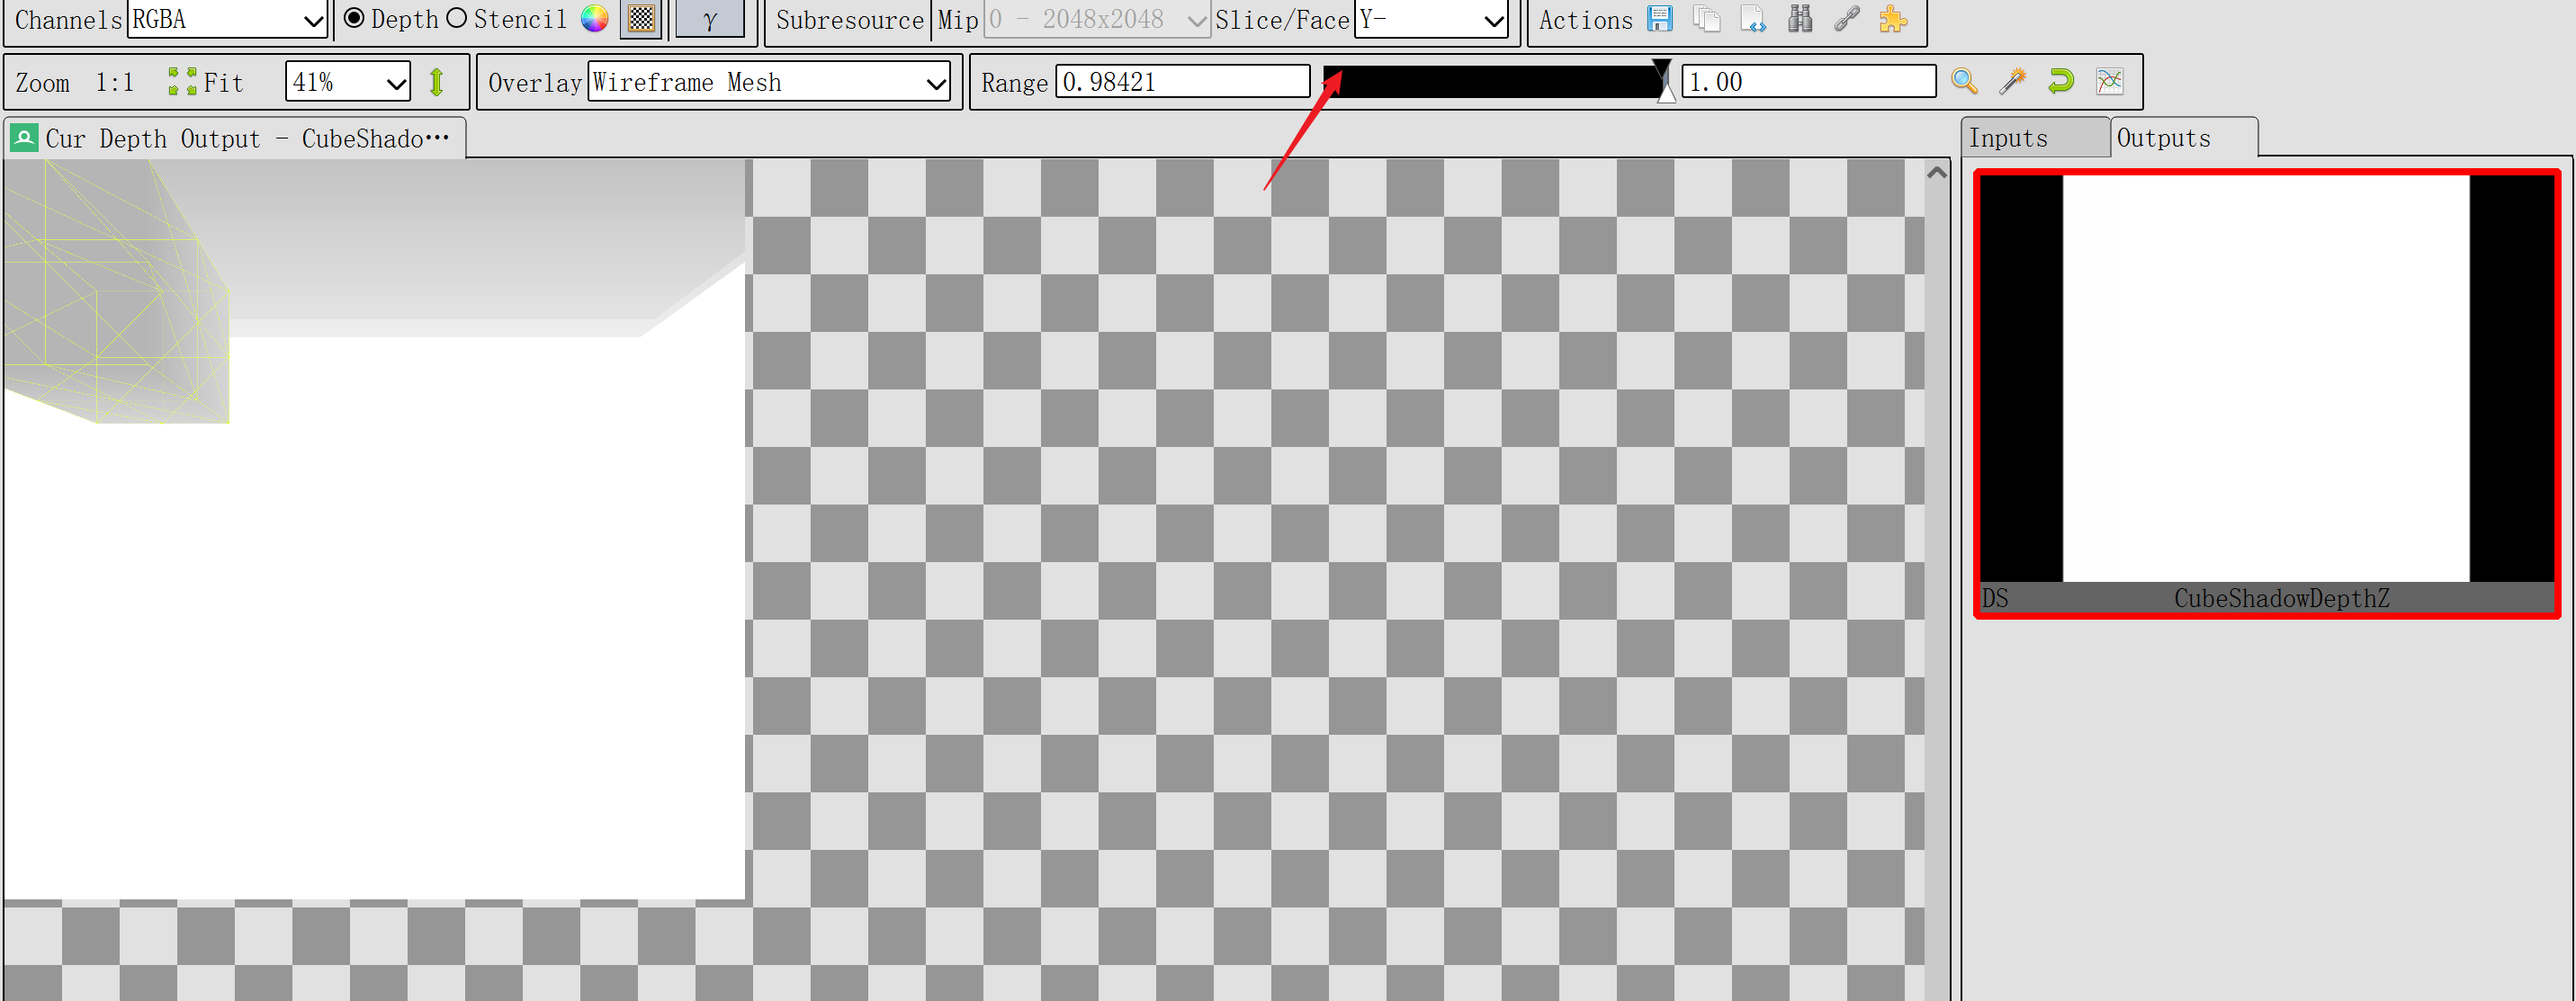 Channels RGBA Depth Stencil γ Subresource Mip 0 - 2048x2048 Slice/Face Y- Actions
Zoom 1:1 Fit 41% Overlay Wireframe Mesh Range 0.98421 1.00
Cur Depth Output - CubeShado···
Inputs Outputs
DS CubeShadowDepthZ